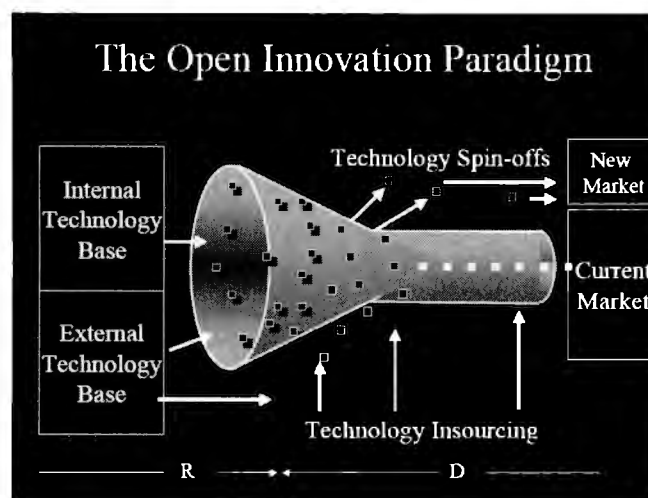 The Open Innovation Paradigm
Technology Spin-offs
New
Market
Internal
Technology
Base
Current
Market
External
Technology
Base
Technology Insourcing
R
D